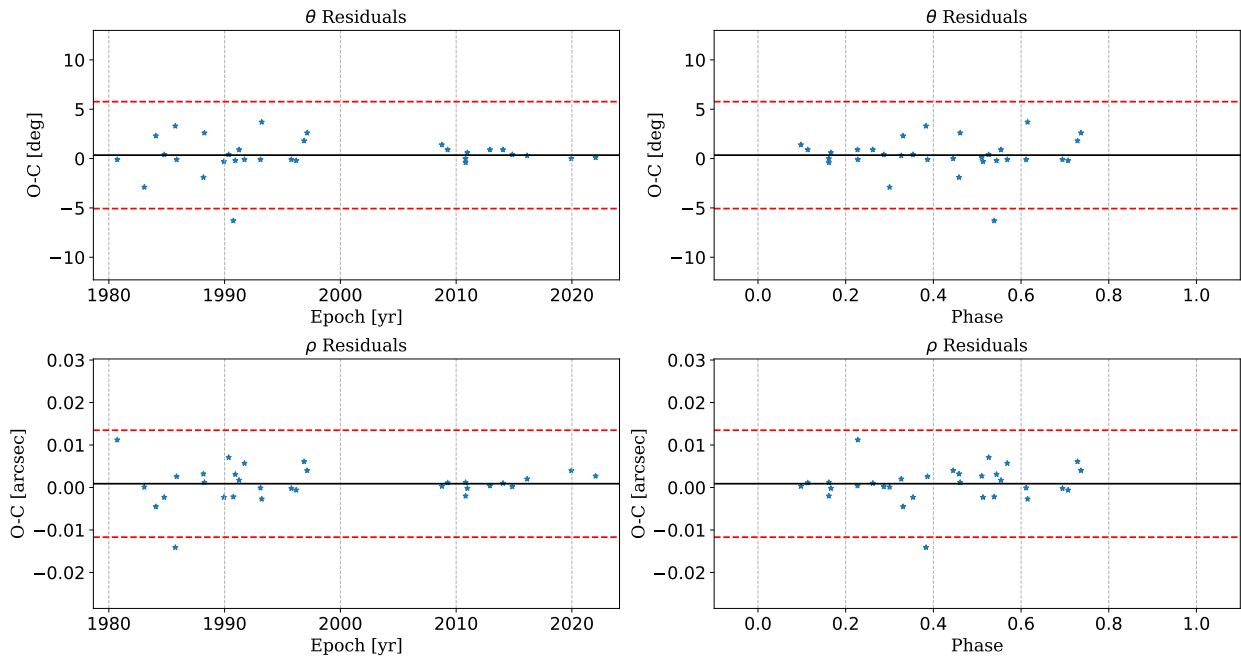 θ Residuals
O-C [deg]
10
5
0
−5
−10
1980 1990 2000 2010 2020
Epoch [yr]
θ Residuals
O-C [deg]
10
5
0
−5
−10
0.0 0.2 0.4 0.6 0.8 1.0
Phase
ρ Residuals
O-C [arcsec]
0.03
0.02
0.01
0.00
−0.01
−0.02
1980 1990 2000 2010 2020
Epoch [yr]
ρ Residuals
O-C [arcsec]
0.03
0.02
0.01
0.00
−0.01
−0.02
0.0 0.2 0.4 0.6 0.8 1.0
Phase